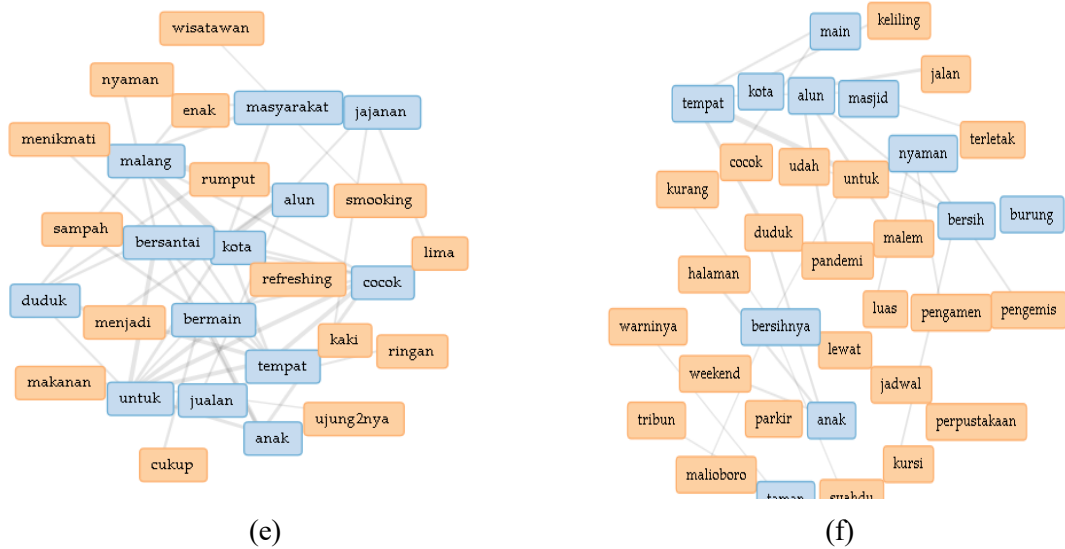 wisatawan
nyaman
enak
masyarakat
jajanan
menikmati
malang
rumput
alun
smooking
sampah
bersantai
kota
lima
refreshing
cocok
duduk
menjadi
bermain
kaki
ringan
tempat
makanan
untuk
jualan
ujung2nya
anak
cukup
(e)
keliling
main
jalan
kota
alun
masjid
tempat
terletak
nyaman
cocok
udah
untuk
kurang
bersih
burung
duduk
malem
pandemi
halaman
luas
pengamen
pengemis
warninya
bersihnya
lewat
weekend
jadwal
tribun
parkir
anak
perpustakaan
malioboro
kursi
taman
syahdu
(f)